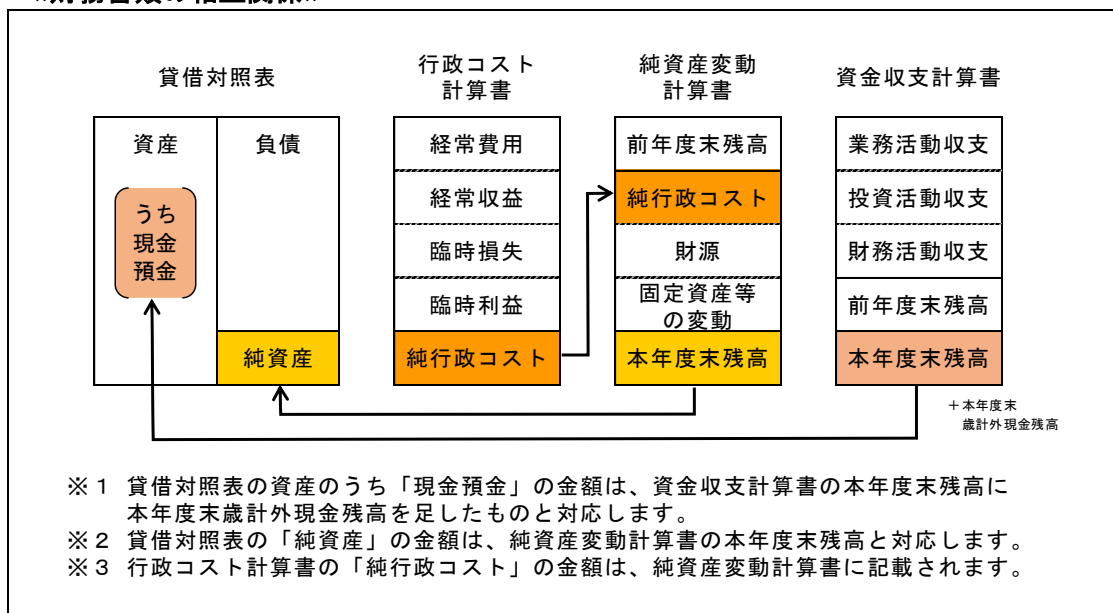 貸借対照表
資産
負債
うち
現金
預金
純資産
行政コスト
計算書
経常費用
経常収益
臨時損失
臨時利益
純行政コスト
純資産変動
計算書
前年度末残高
純行政コスト
財源
固定資産等
の変動
本年度末残高
資金収支計算書
業務活動収支
投資活動収支
財務活動収支
前年度末残高
本年度末残高
＋本年度末
歳計外現金残高
※１ 貸借対照表の資産のうち「現金預金」の金額は、資金収支計算書の本年度末残高に
本年度末歳計外現金残高を足したものと対応します。
※２ 貸借対照表の「純資産」の金額は、純資産変動計算書の本年度末残高と対応します。
※３ 行政コスト計算書の「純行政コスト」の金額は、純資産変動計算書に記載されます。